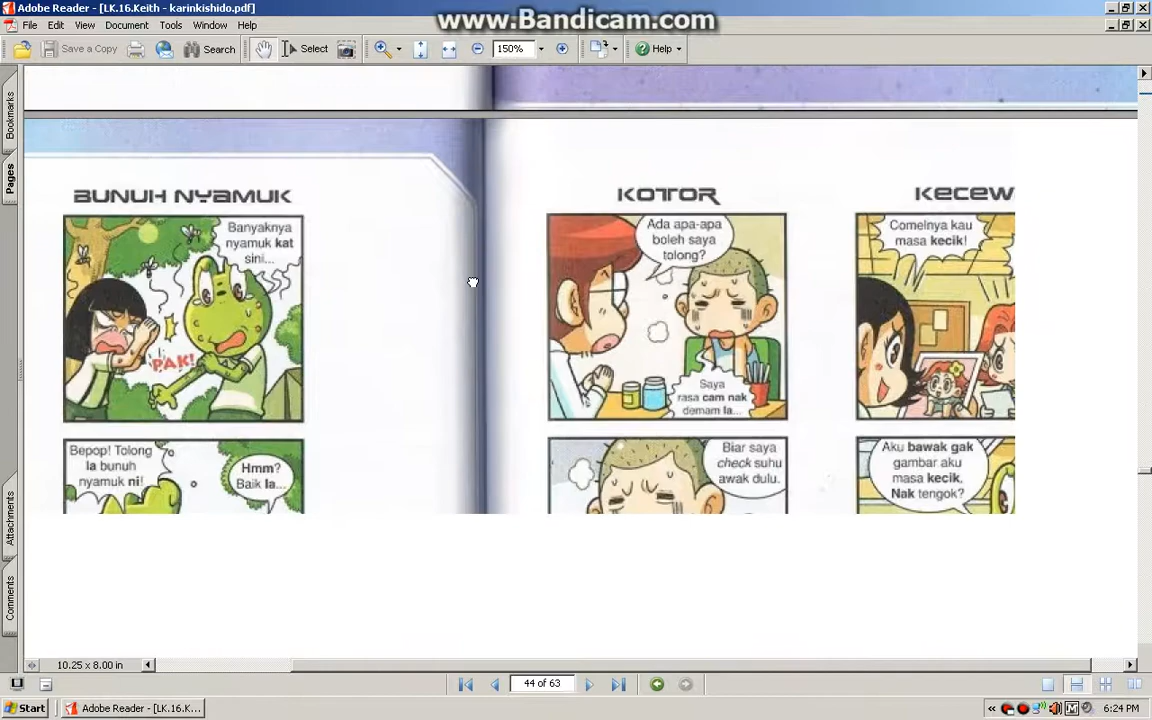 Adobe Reader - [LK.16.Keith - karinkishido.pdf]
www.Bandicam.com
File Edit View Document Tools Window Help
Save a Copy Search Select 150% Help
Bookmarks
Pages
Attachments
Comments
BUNUH NYAMUK
Banyaknya
nyamuk kat
sini...
PAK!
Bepop! Tolong
la bunuh
nyamuk ni!
Hmm?
Baik la...
KOTOR
Ada apa-apa
boleh saya
tolong?
Saya
rasa cam nak
demam la...
Biar saya
check suhu
awak dulu.
KECEW
Comelnya kau
masa kecik!
Aku bawak gak
gambar aku
masa kecik.
Nak tengok?
10.25 x 8.00 in
44 of 63
Start Adobe Reader - [LK.16.K... 6:24 PM